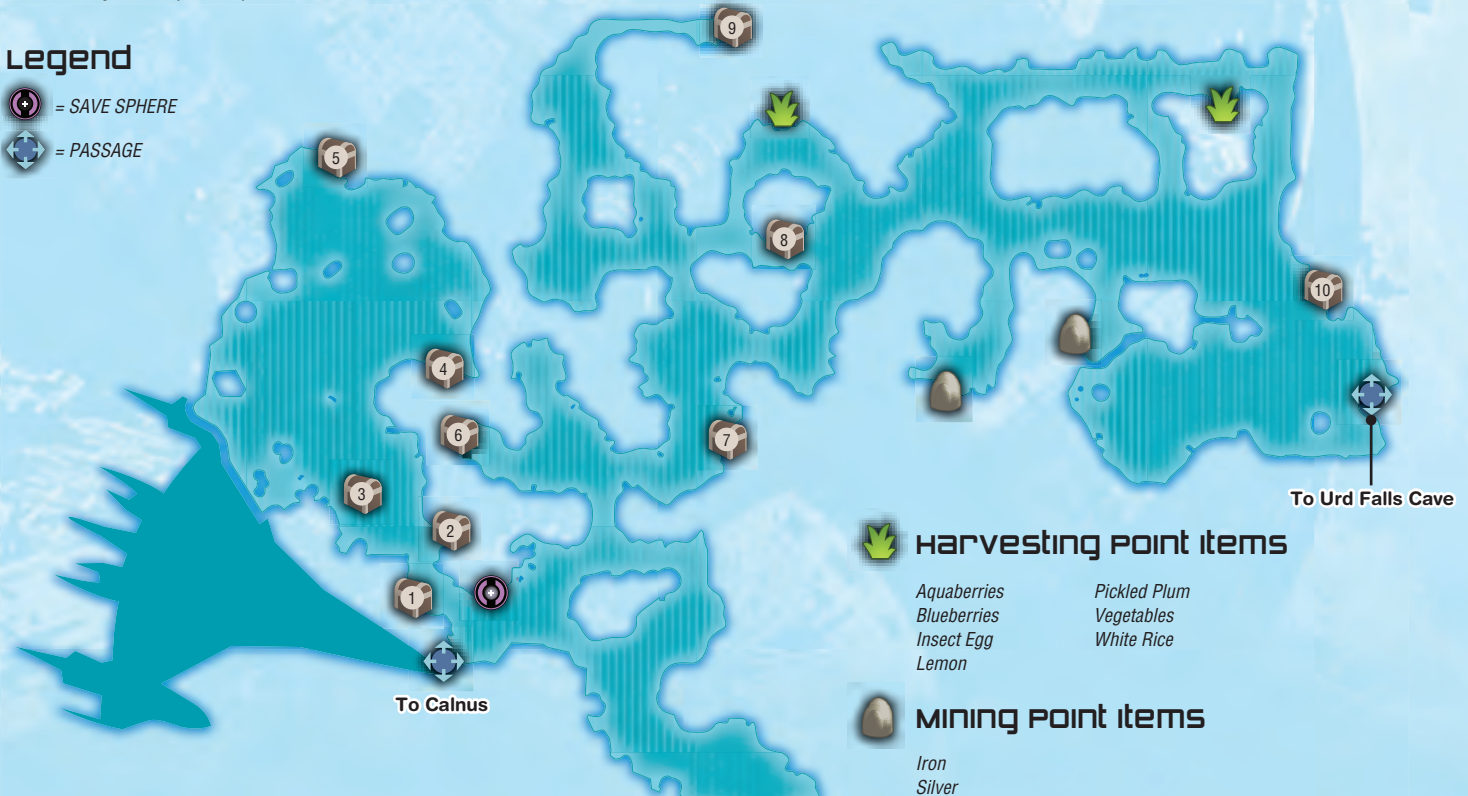 Legend
= SAVE SPHERE
= PASSAGE
9
5
8
10
4
6
7
3
2
1
To Calnus
To Urd Falls Cave
Harvesting Point Items
Aquaberries
Blueberries
Insect Egg
Lemon
Pickled Plum
Vegetables
White Rice
Mining Point Items
Iron
Silver